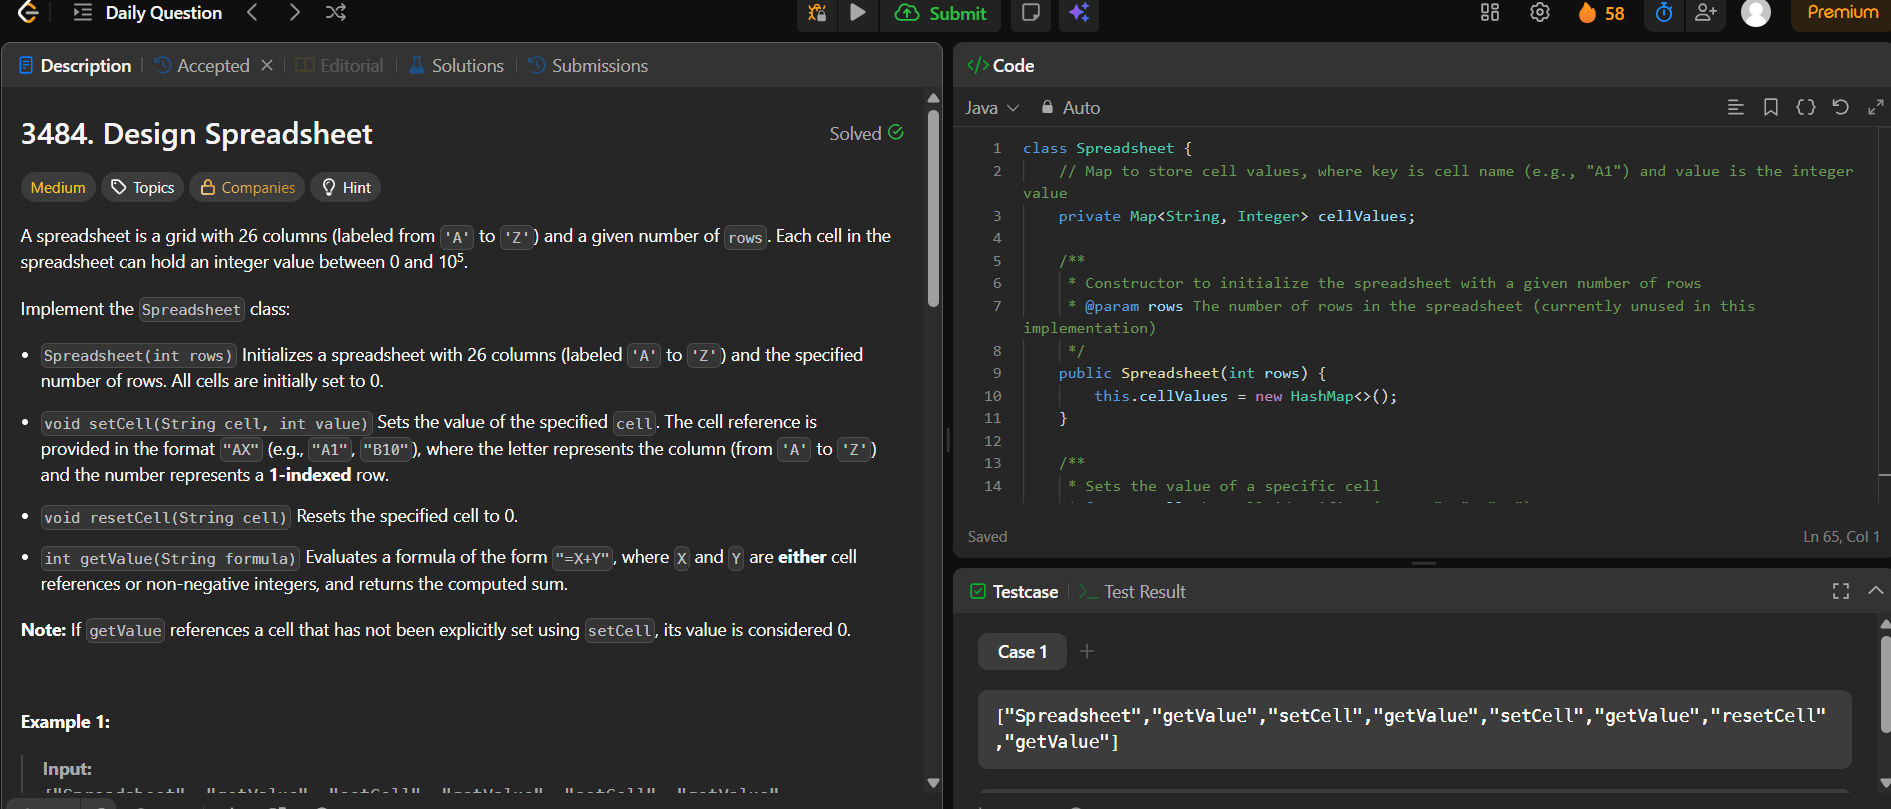 Daily Question
Submit
58
Premium
Description
Accepted
Editorial
Solutions
Submissions
3484. Design Spreadsheet
Solved
Medium
Topics
Companies
Hint
A spreadsheet is a grid with 26 columns (labeled from 'A' to 'Z') and a given number of rows. Each cell in the
spreadsheet can hold an integer value between 0 and 10⁵.
Implement the Spreadsheet class:
• Spreadsheet(int rows) Initializes a spreadsheet with 26 columns (labeled 'A' to 'Z') and the specified
number of rows. All cells are initially set to 0.
• void setCell(String cell, int value) Sets the value of the specified cell. The cell reference is
provided in the format "AX" (e.g., "A1", "B10"), where the letter represents the column (from 'A' to 'Z')
and the number represents a 1-indexed row.
• void resetCell(String cell) Resets the specified cell to 0.
• int getValue(String formula) Evaluates a formula of the form "=X+Y", where X and Y are either cell
references or non-negative integers, and returns the computed sum.
Note: If getValue references a cell that has not been explicitly set using setCell, its value is considered 0.
Example 1:
Input:
</> Code
Java
Auto
1 class Spreadsheet {
2 // Map to store cell values, where key is cell name (e.g., "A1") and value is the integer
value
3 private Map<String, Integer> cellValues;
4
5 /**
6 * Constructor to initialize the spreadsheet with a given number of rows
7 * @param rows The number of rows in the spreadsheet (currently unused in this
implementation)
8 */
9 public Spreadsheet(int rows) {
10 this.cellValues = new HashMap<>();
11 }
12
13 /**
14 * Sets the value of a specific cell
Saved
Ln 65, Col 1
Testcase
Test Result
Case 1
["Spreadsheet","getValue","setCell","getValue","setCell","getValue","resetCell"
,"getValue"]